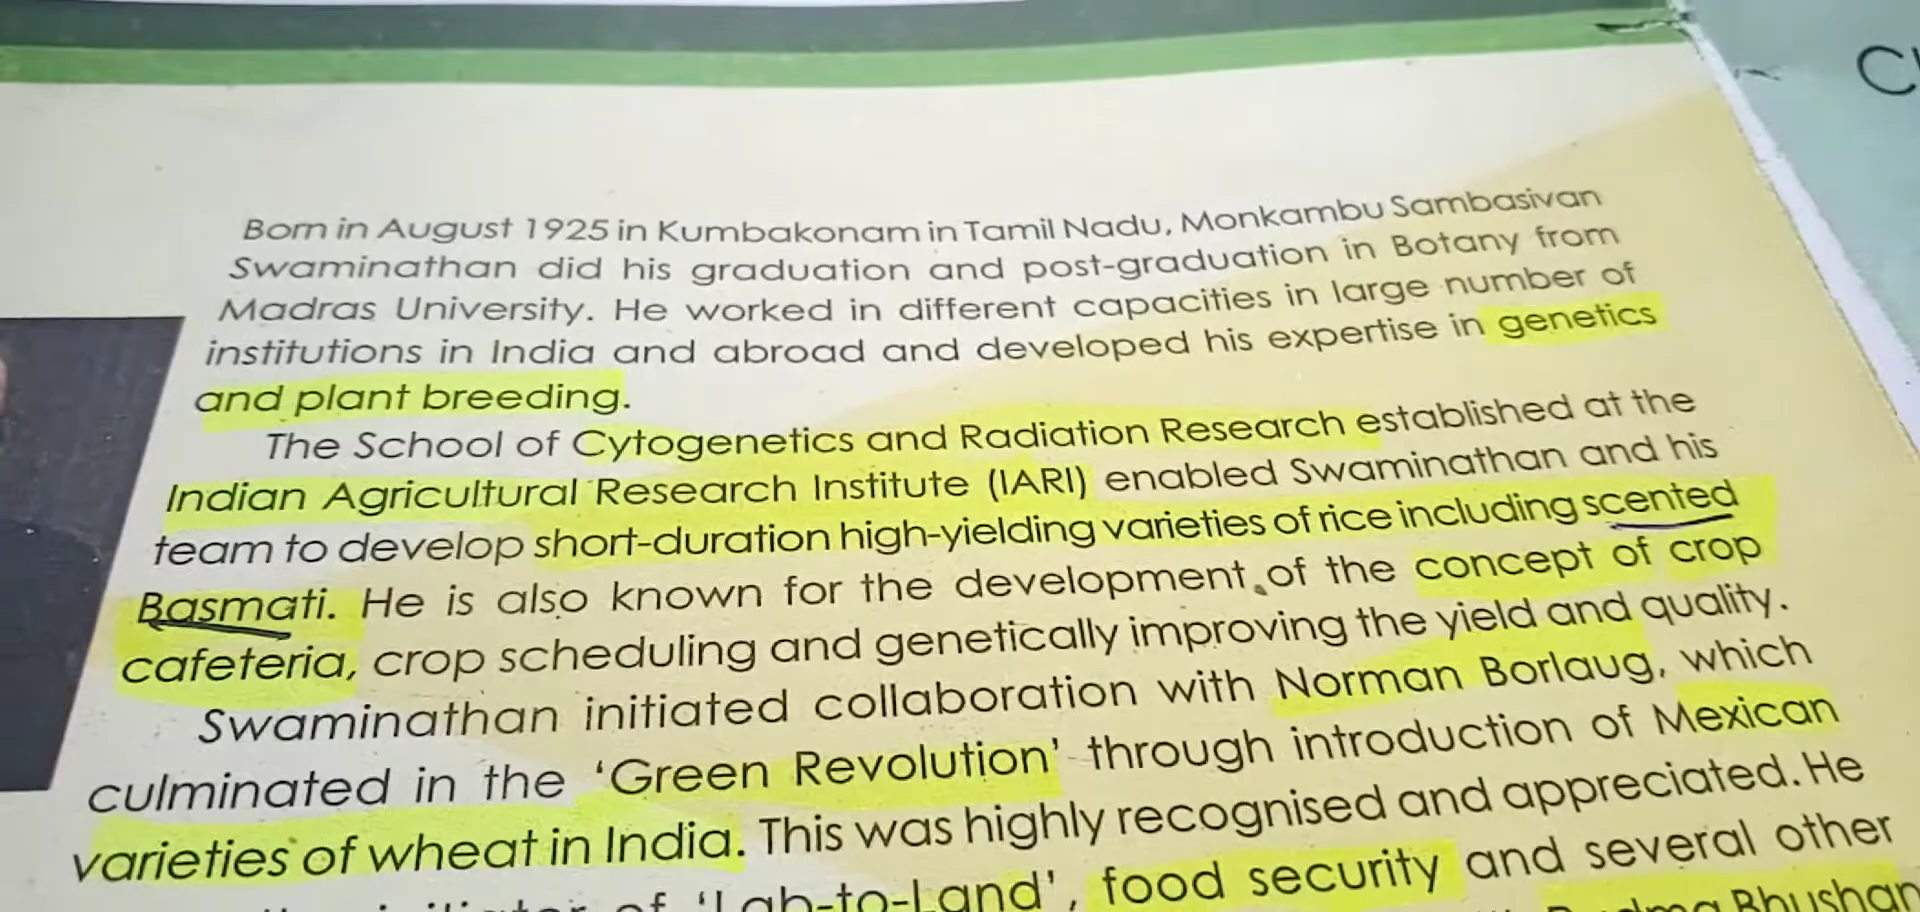 Born in August 1925 in Kumbakonam in Tamil Nadu, Monkambu Sambasivan
Swaminathan did his graduation and post-graduation in Botany from
Madras University. He worked in different capacities in large number of
institutions in India and abroad and developed his expertise in genetics
and plant breeding.
The School of Cytogenetics and Radiation Research established at the
Indian Agricultural Research Institute (IARI) enabled Swaminathan and his
team to develop short-duration high-yielding varieties of rice including scented
Basmati. He is also known for the development of the concept of crop
cafeteria, crop scheduling and genetically improving the yield and quality.
Swaminathan initiated collaboration with Norman Borlaug, which
culminated in the ‘Green Revolution’ through introduction of Mexican
varieties of wheat in India. This was highly recognised and appreciated. He
of ‘Lab-to-Land’, food security and several other
Bhushan